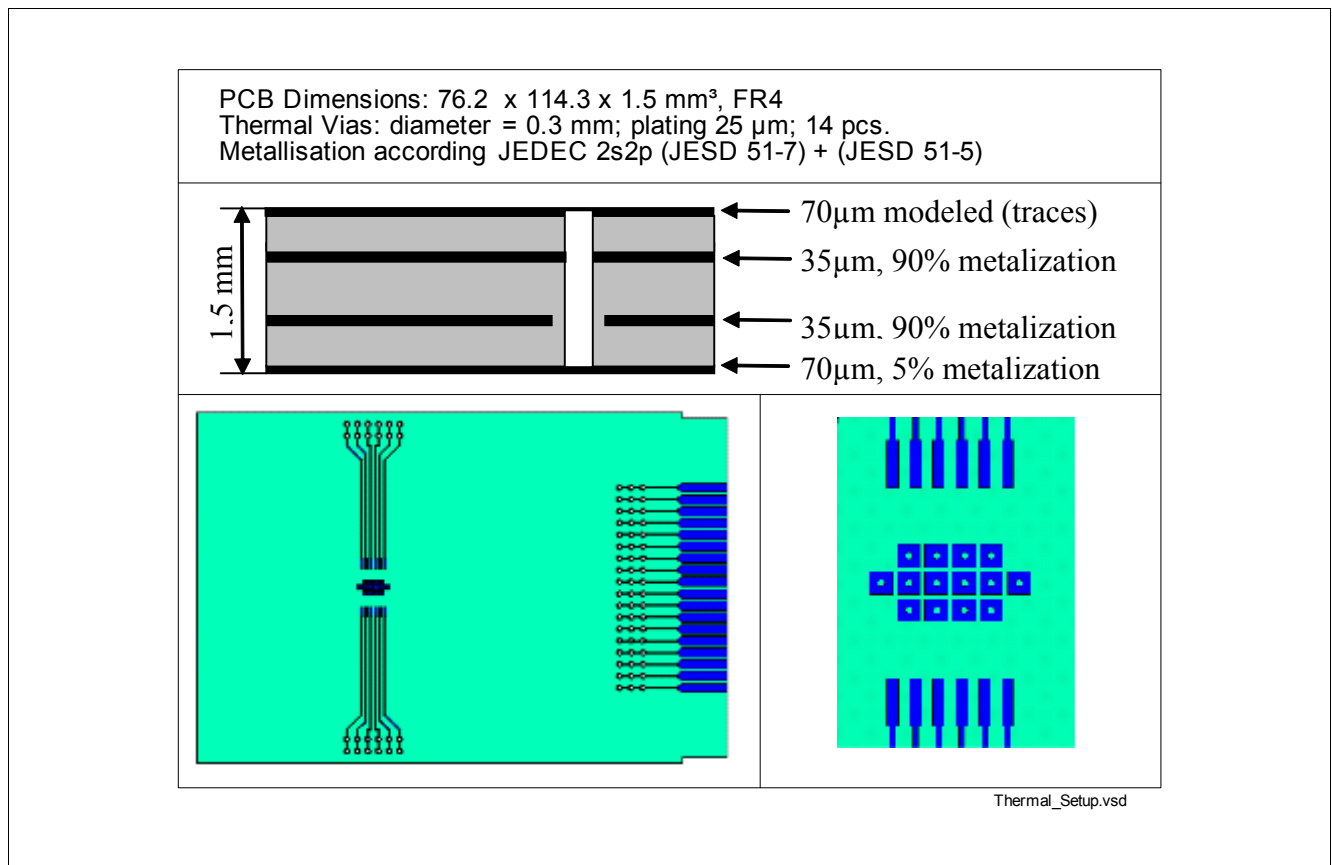 PCB Dimensions: 76.2 x 114.3 x 1.5 mm³, FR4
Thermal Vias: diameter = 0.3 mm; plating 25 µm; 14 pcs.
Metallisation according JEDEC 2s2p (JESD 51-7) + (JESD 51-5)
1.5 mm
70µm modeled (traces)
35µm, 90% metalization
35µm, 90% metalization
70µm, 5% metalization
Thermal_Setup.vsd